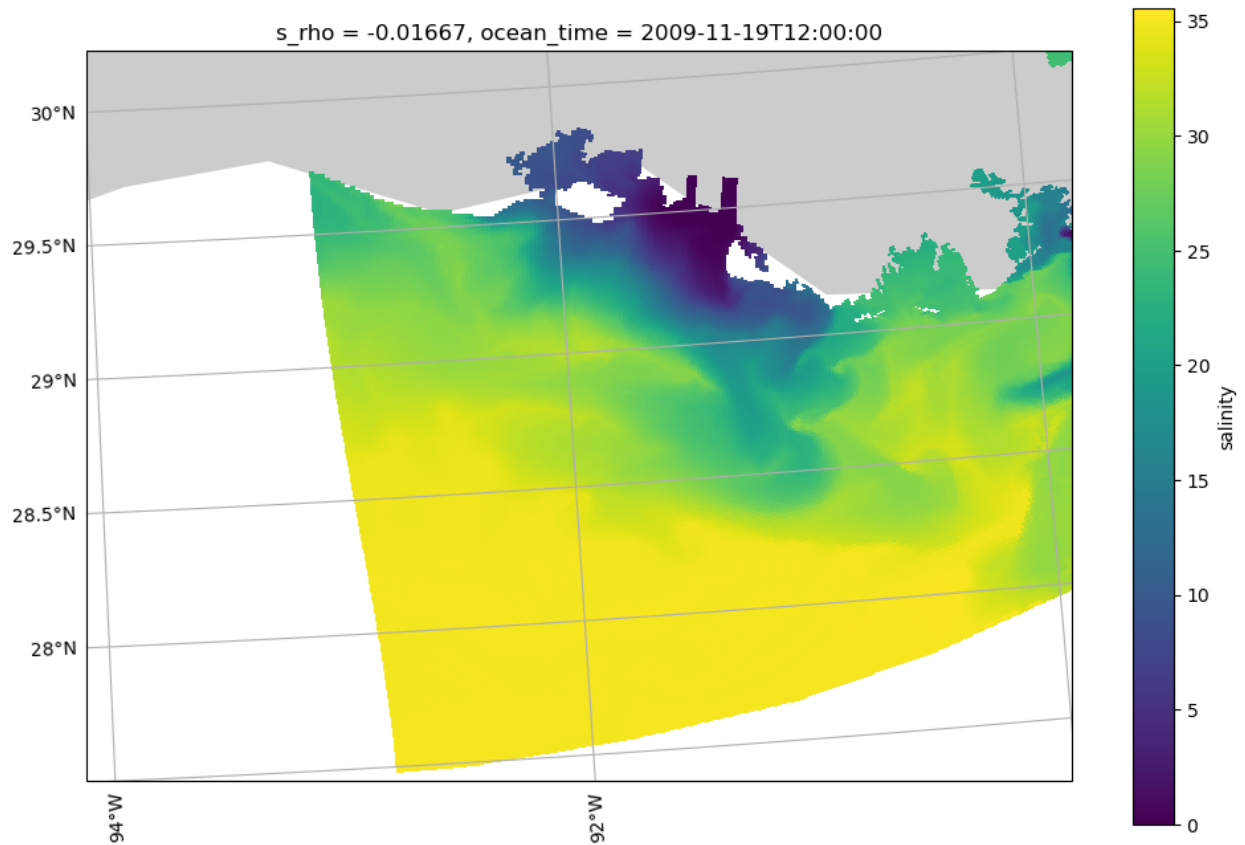 s_rho = -0.01667, ocean_time = 2009-11-19T12:00:00
30°N
29.5°N
29°N
28.5°N
28°N
94°W
92°W
35
30
25
20
15
10
5
0
salinity